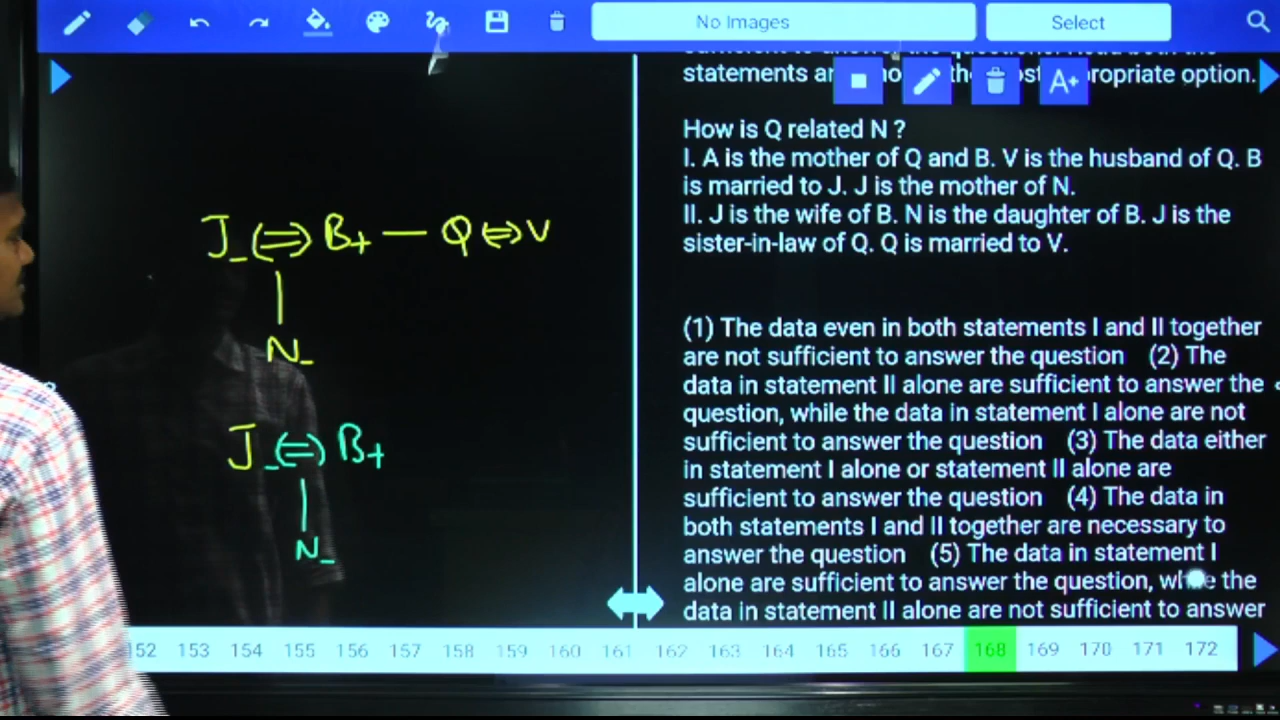 No Images
Select
statements
propriate option.
How is Q related N ?
I. A is the mother of Q and B. V is the husband of Q. B
is married to J. J is the mother of N.
II. J is the wife of B. N is the daughter of B. J is the
sister-in-law of Q. Q is married to V.
(1) The data even in both statements I and II together
are not sufficient to answer the question (2) The
data in statement II alone are sufficient to answer the
question, while the data in statement I alone are not
sufficient to answer the question (3) The data either
in statement I alone or statement II alone are
sufficient to answer the question (4) The data in
both statements I and II together are necessary to
answer the question (5) The data in statement I
alone are sufficient to answer the question, while the
data in statement II alone are not sufficient to answer
A+
J- ⇔ B+ — Q ⇔ V
N-
J- ⇔ B+
N-
152 153 154 155 156 157 158 159 160 161 162 163 164 165 166 167 168 169 170 171 172